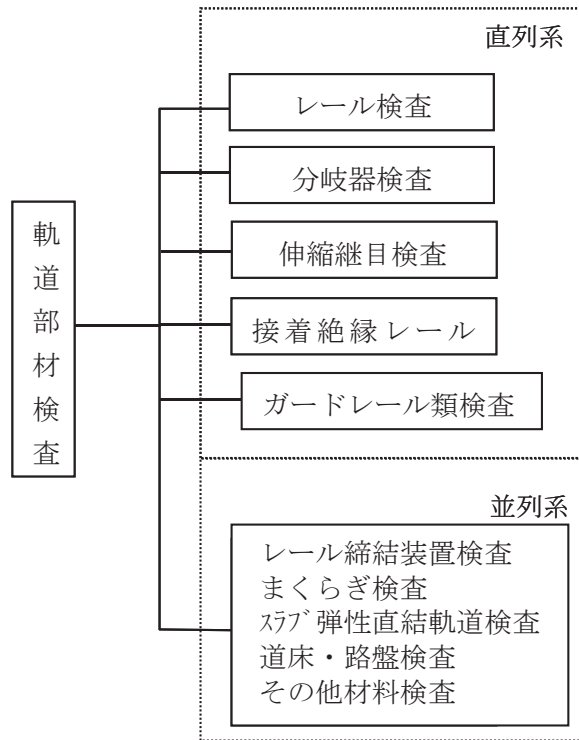 軌道部材検査
直列系
レール検査
分岐器検査
伸縮継目検査
接着絶縁レール
ガードレール類検査
並列系
レール締結装置検査
まくらぎ検査
ｽﾗﾌﾞ弾性直結軌道検査
道床・路盤検査
その他材料検査